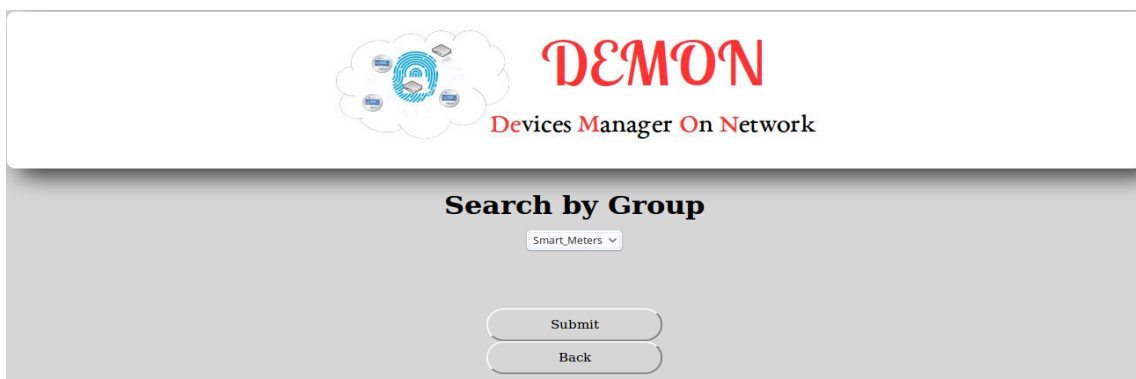 DEMON
Devices Manager On Network
Search by Group
Smart_Meters
Submit
Back